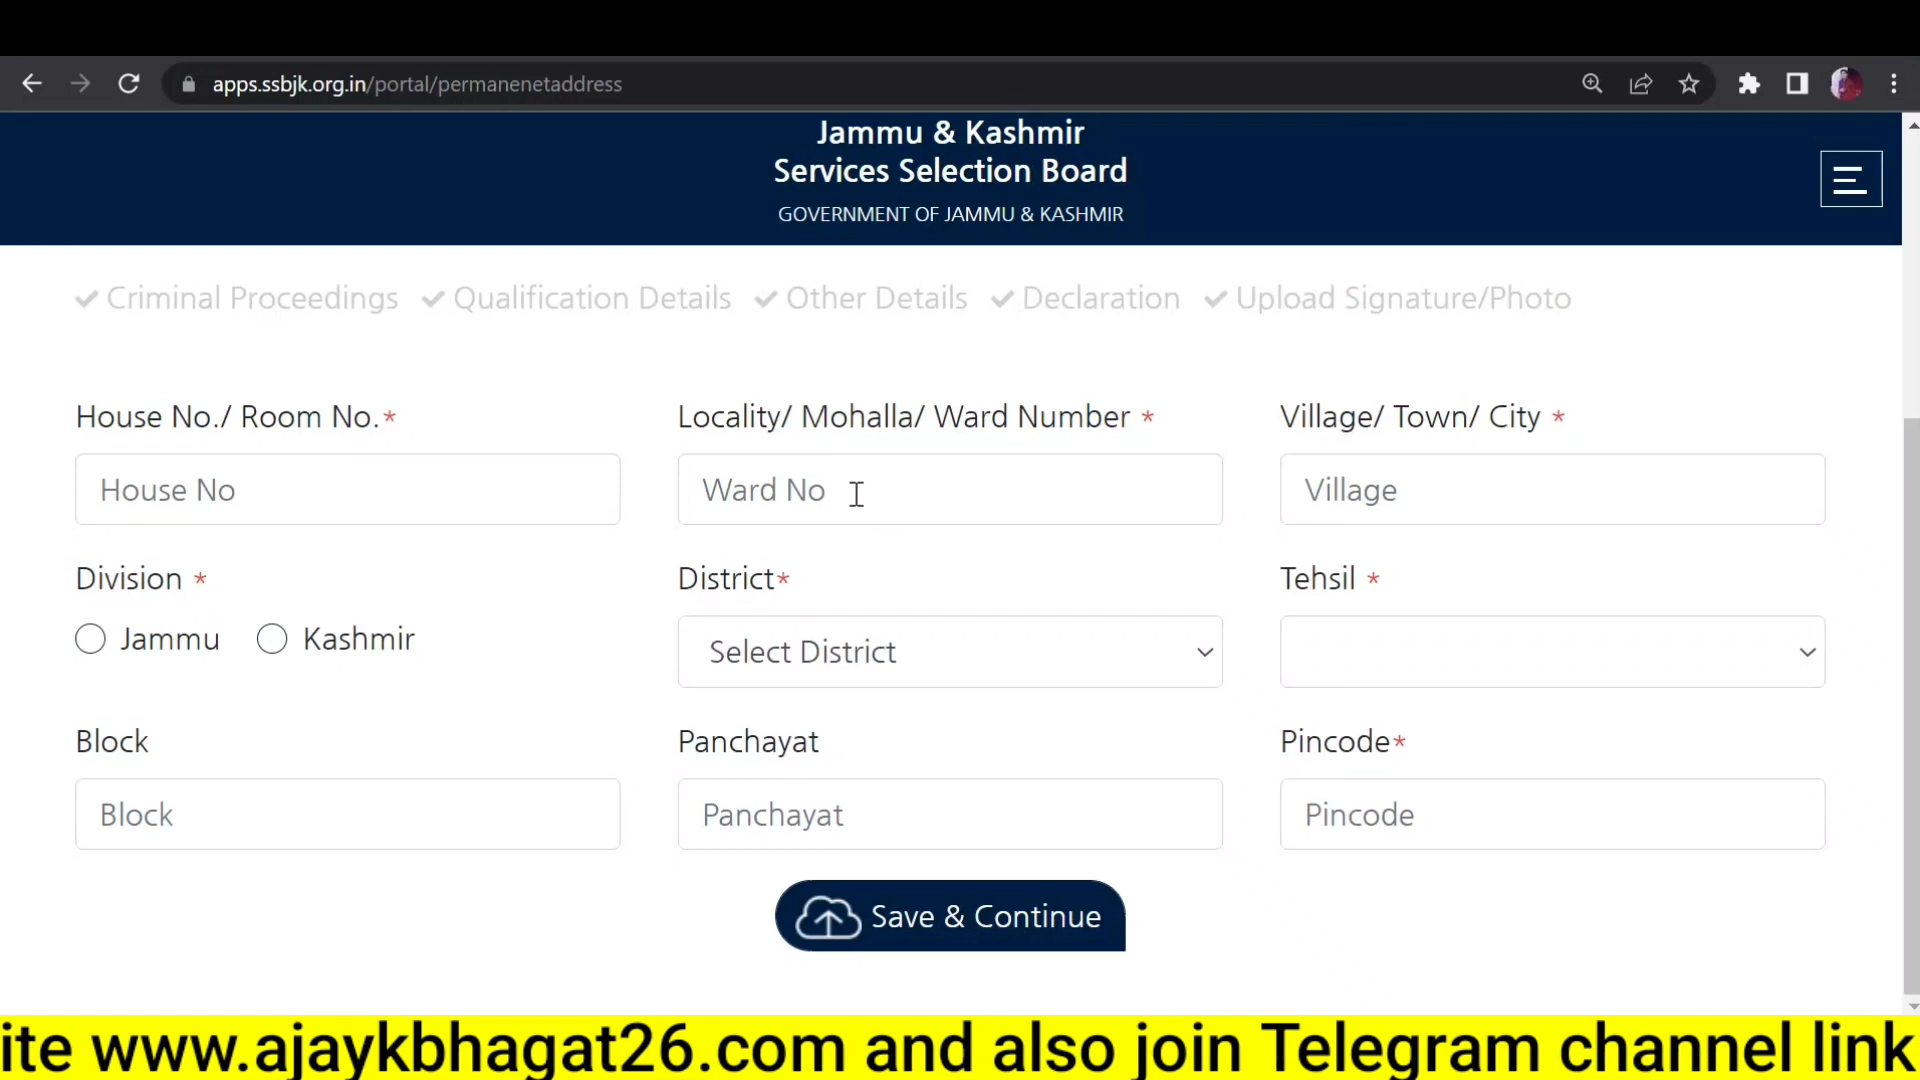 apps.ssbjk.org.in/portal/permanenetaddress
Jammu & Kashmir
Services Selection Board
GOVERNMENT OF JAMMU & KASHMIR
Criminal Proceedings Qualification Details Other Details Declaration Upload Signature/Photo
House No./ Room No.* Locality/ Mohalla/ Ward Number * Village/ Town/ City *
House No Ward No Village
Division * District* Tehsil *
Jammu Kashmir Select District
Block Panchayat Pincode*
Block Panchayat Pincode
Save & Continue
ite www.ajaykbhagat26.com and also join Telegram channel link